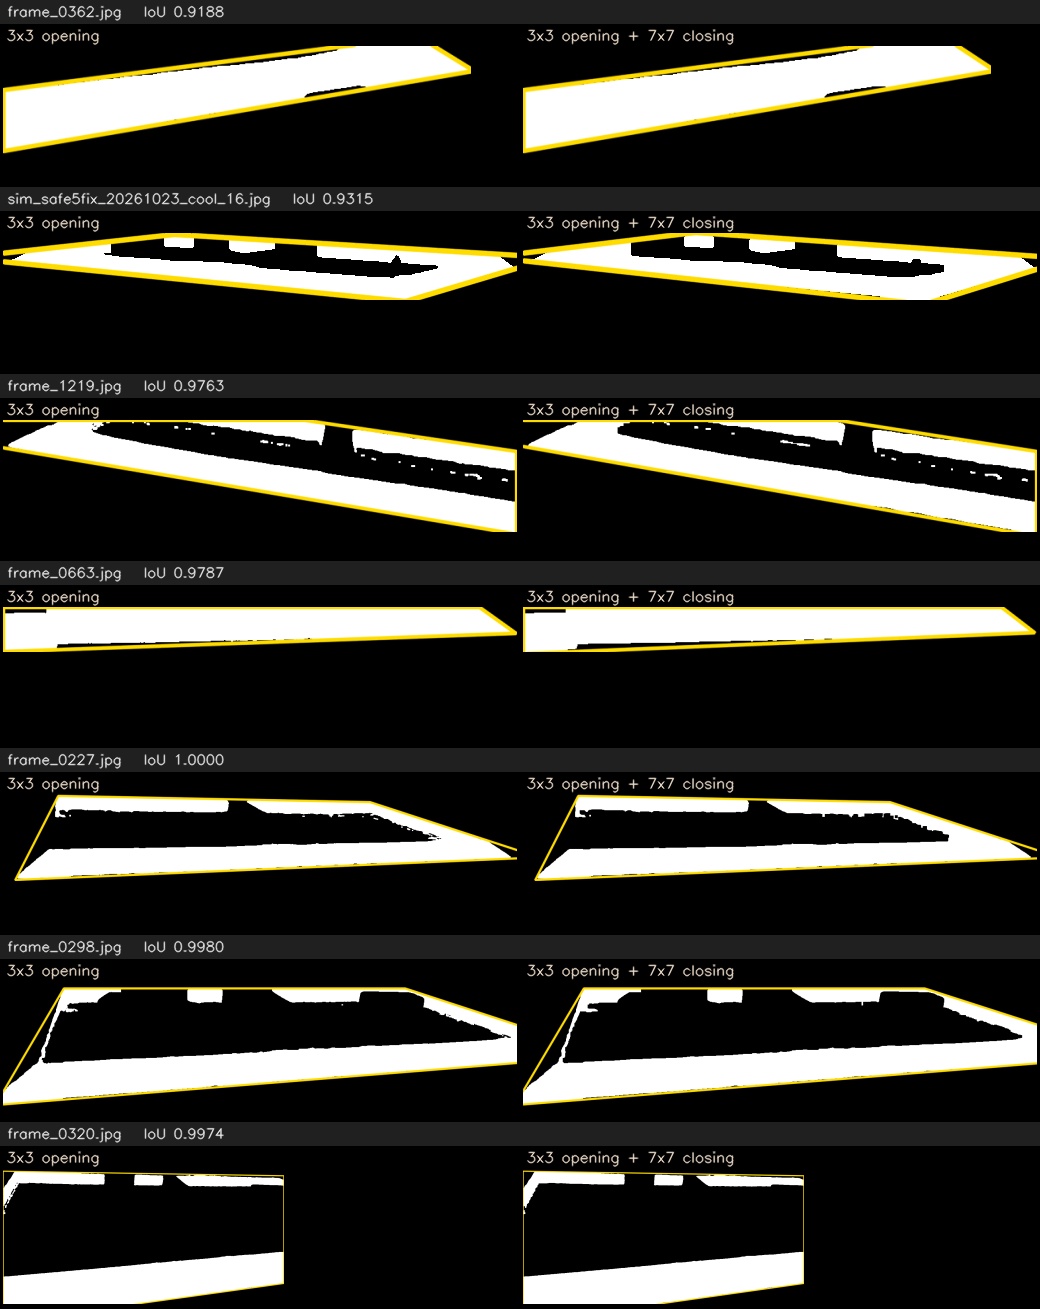 frame_0362.jpg IoU 0.9188
3x3 opening 3x3 opening + 7x7 closing
sim_safe5fix_20261023_cool_16.jpg IoU 0.9315
3x3 opening 3x3 opening + 7x7 closing
frame_1219.jpg IoU 0.9763
3x3 opening 3x3 opening + 7x7 closing
frame_0663.jpg IoU 0.9787
3x3 opening 3x3 opening + 7x7 closing
frame_0227.jpg IoU 1.0000
3x3 opening 3x3 opening + 7x7 closing
frame_0298.jpg IoU 0.9980
3x3 opening 3x3 opening + 7x7 closing
frame_0320.jpg IoU 0.9974
3x3 opening 3x3 opening + 7x7 closing